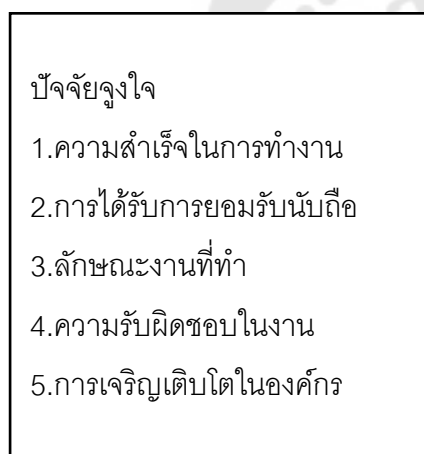 ปัจจัยจูงใจ
1.ความสำเร็จในการทำงาน
2.การได้รับการยอมรับนับถือ
3.ลักษณะงานที่ทำ
4.ความรับผิดชอบในงาน
5.การเจริญเติบโตในองค์กร